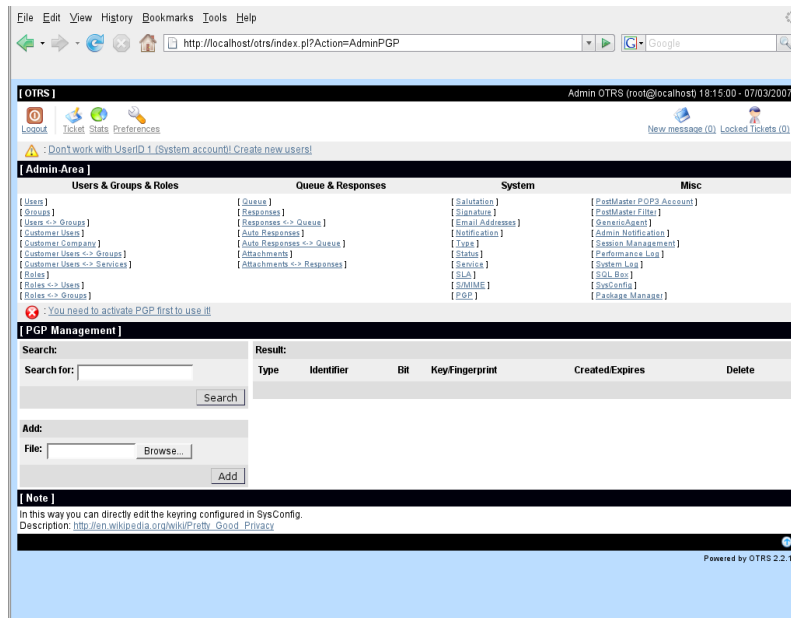 File Edit View History Bookmarks Tools Help
http://localhost/otrs/index.pl?Action=AdminPGP
G Google
[ OTRS ] Admin OTRS (root@localhost) 18:15:00 - 07/03/2007
Logout Ticket Stats Preferences New message (0) Locked Tickets (0)
: Don't work with UserID 1 (System account)! Create new users!
[ Admin-Area ]
Users & Groups & Roles Queue & Responses System Misc
[ Users ] [ Queue ] [ Salutation ] [ PostMaster POP3 Account ]
[ Groups ] [ Responses ] [ Signature ] [ PostMaster Filter ]
[ Users <-> Groups ] [ Responses <-> Queue ] [ Email Addresses ] [ GenericAgent ]
[ Customer Users ] [ Auto Responses ] [ Notification ] [ Admin Notification ]
[ Customer Company ] [ Auto Responses <-> Queue ] [ Type ] [ Session Management ]
[ Customer Users <-> Groups ] [ Attachments ] [ Status ] [ Performance Log ]
[ Customer Users <-> Services ] [ Attachments <-> Responses ] [ Service ] [ System Log ]
[ Roles ] [ SLA ] [ SQL Box ]
[ Roles <-> Users ] [ S/MIME ] [ SysConfig ]
[ Roles <-> Groups ] [ PGP ] [ Package Manager ]
: You need to activate PGP first to use it!
[ PGP Management ]
Search: Result:
Search for: Type Identifier Bit Key/Fingerprint Created/Expires Delete
Search
Add:
File: Browse...
Add
[ Note ]
In this way you can directly edit the keyring configured in SysConfig.
Description: http://en.wikipedia.org/wiki/Pretty_Good_Privacy
Powered by OTRS 2.2.1